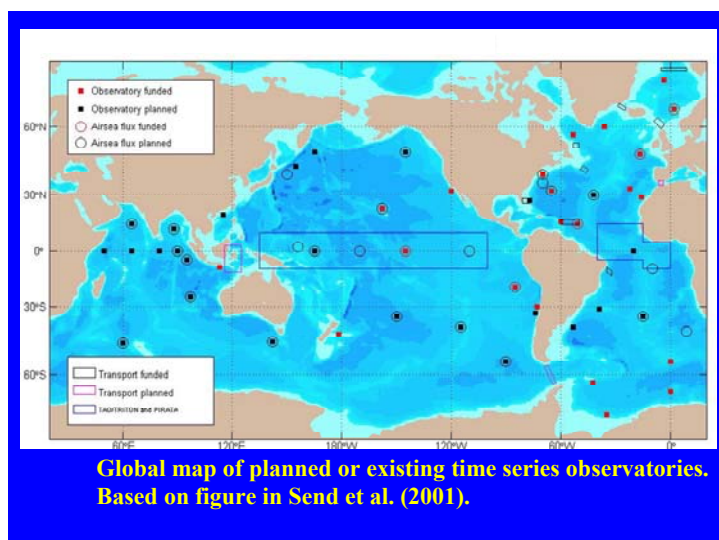 Observatory funded
Observatory planned
Airsea flux funded
Airsea flux planned
60°N
30°N
0°
30°S
60°S
Transport funded
Transport planned
TAO/TRITON and PIRATA
60°E 120°E 180°W 120°W 60°W 0°
Global map of planned or existing time series observatories.
Based on figure in Send et al. (2001).